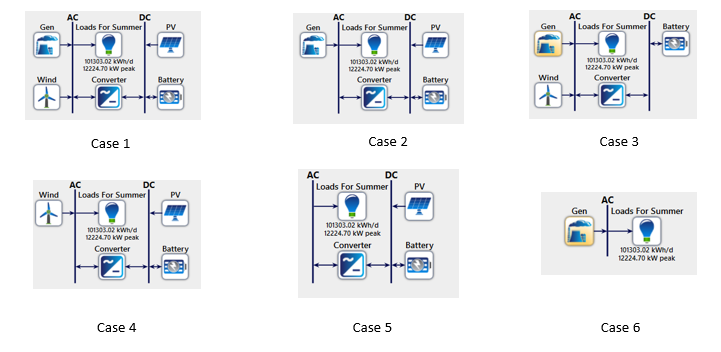 AC DC
Gen Loads For Summer PV
101303.02 kWh/d
12224.70 kW peak
Wind Converter Battery
Case 1
AC DC
Gen Loads For Summer PV
101303.02 kWh/d
12224.70 kW peak
Converter Battery
Case 2
AC DC
Gen Loads For Summer Battery
101303.02 kWh/d
12224.70 kW peak
Wind Converter
Case 3
AC DC
Wind Loads For Summer PV
101303.02 kWh/d
12224.70 kW peak
Converter Battery
Case 4
AC DC
Loads For Summer PV
101303.02 kWh/d
12224.70 kW peak
Converter Battery
Case 5
AC
Gen Loads For Summer
101303.02 kWh/d
12224.70 kW peak
Case 6